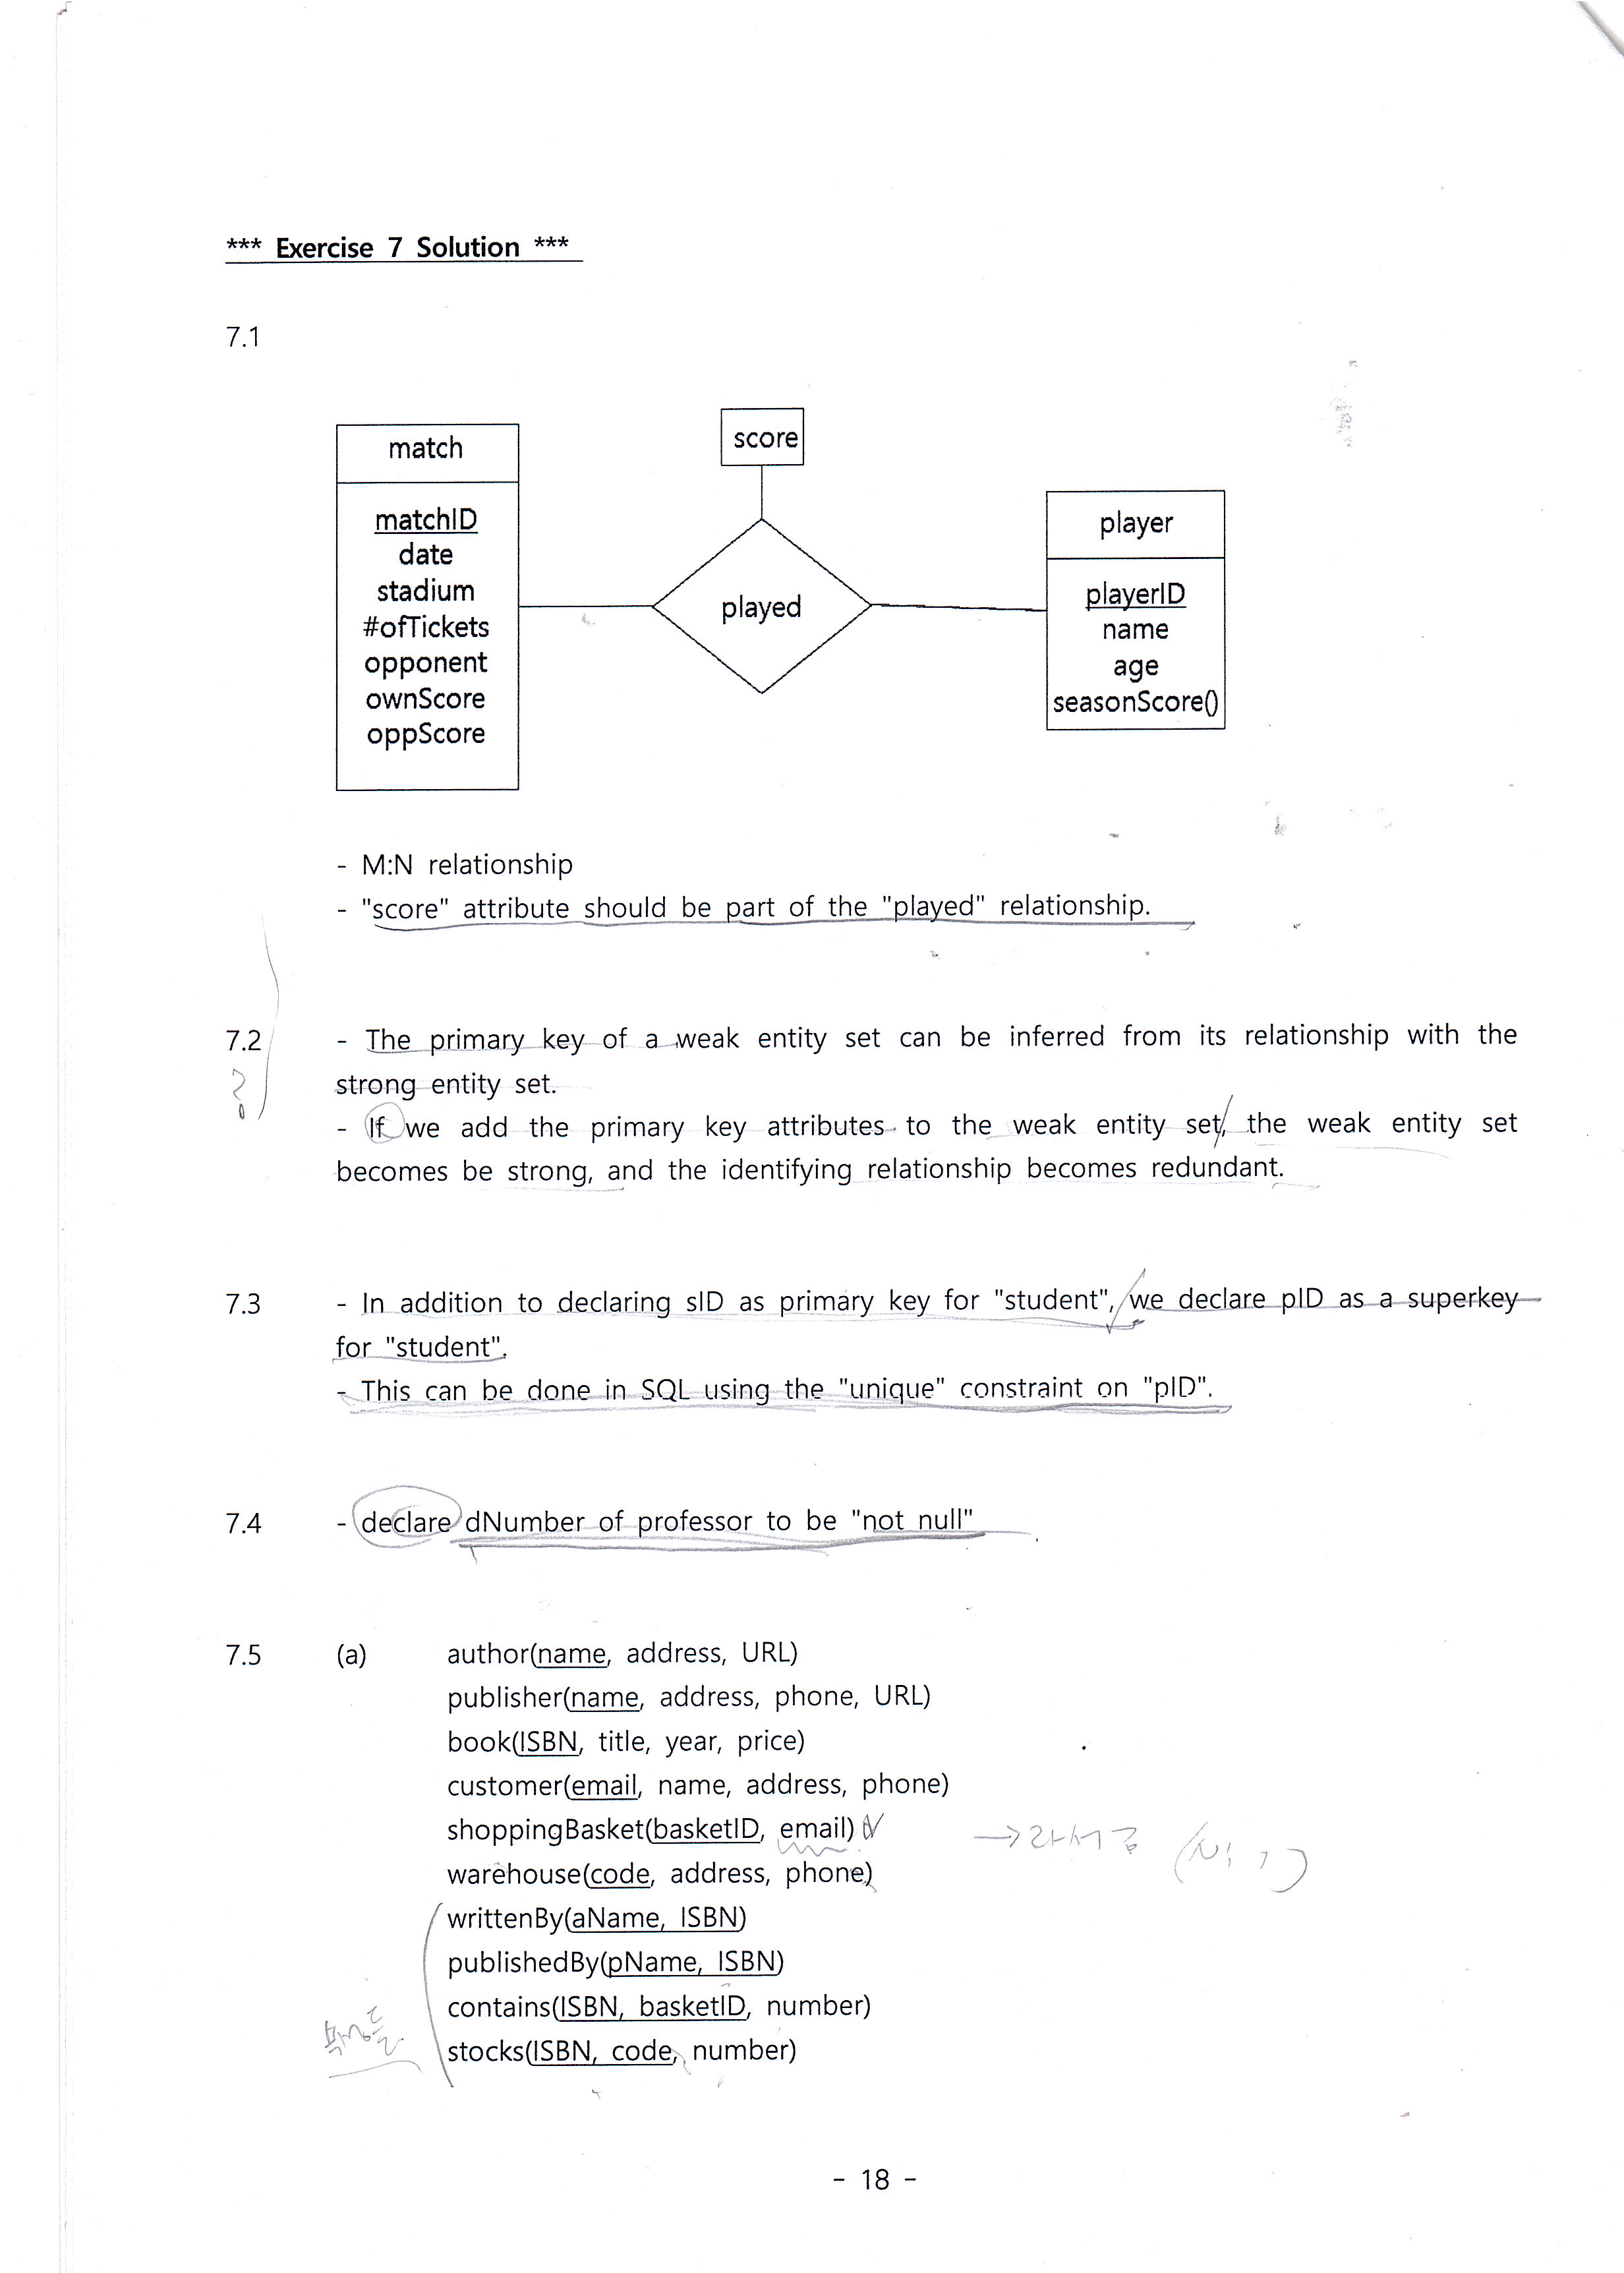 *** Exercise 7 Solution ***
7.1
match
matchID
date
stadium
#ofTickets
opponent
ownScore
oppScore
score
played
player
playerID
name
age
seasonScore()
- M:N relationship
- "score" attribute should be part of the "played" relationship.
7.2
?
- The primary key of a weak entity set can be inferred from its relationship with the
strong entity set.
- If we add the primary key attributes to the weak entity set, the weak entity set
becomes be strong, and the identifying relationship becomes redundant.
7.3
- In addition to declaring sID as primary key for "student", we declare pID as a superkey
for "student".
- This can be done in SQL using the "unique" constraint on "pID".
7.4
- declare dNumber of professor to be "not null"
7.5
(a)
author(name, address, URL)
publisher(name, address, phone, URL)
book(ISBN, title, year, price)
customer(email, name, address, phone)
shoppingBasket(basketID, email)
warehouse(code, address, phone)
writtenBy(aName, ISBN)
publishedBy(pName, ISBN)
contains(ISBN, basketID, number)
stocks(ISBN, code, number)
- 18 -